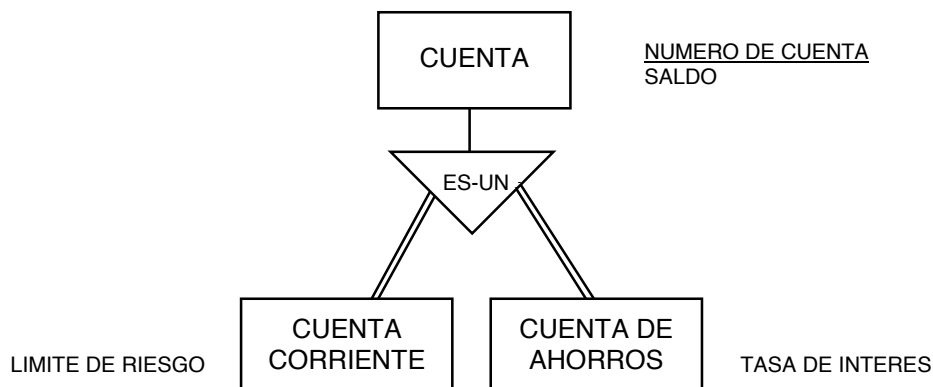 CUENTA
NUMERO DE CUENTA
SALDO
ES-UN
CUENTA
CORRIENTE
CUENTA DE
AHORROS
LIMITE DE RIESGO
TASA DE INTERES